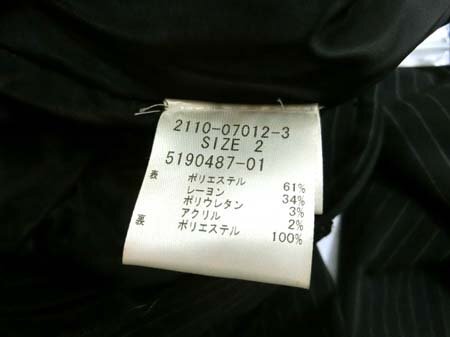 2110-07012-3
SIZE 2
5190487-01
表 ポリエステル 61%
レーヨン 34%
ポリウレタン 3%
アクリル 2%
裏 ポリエステル 100%